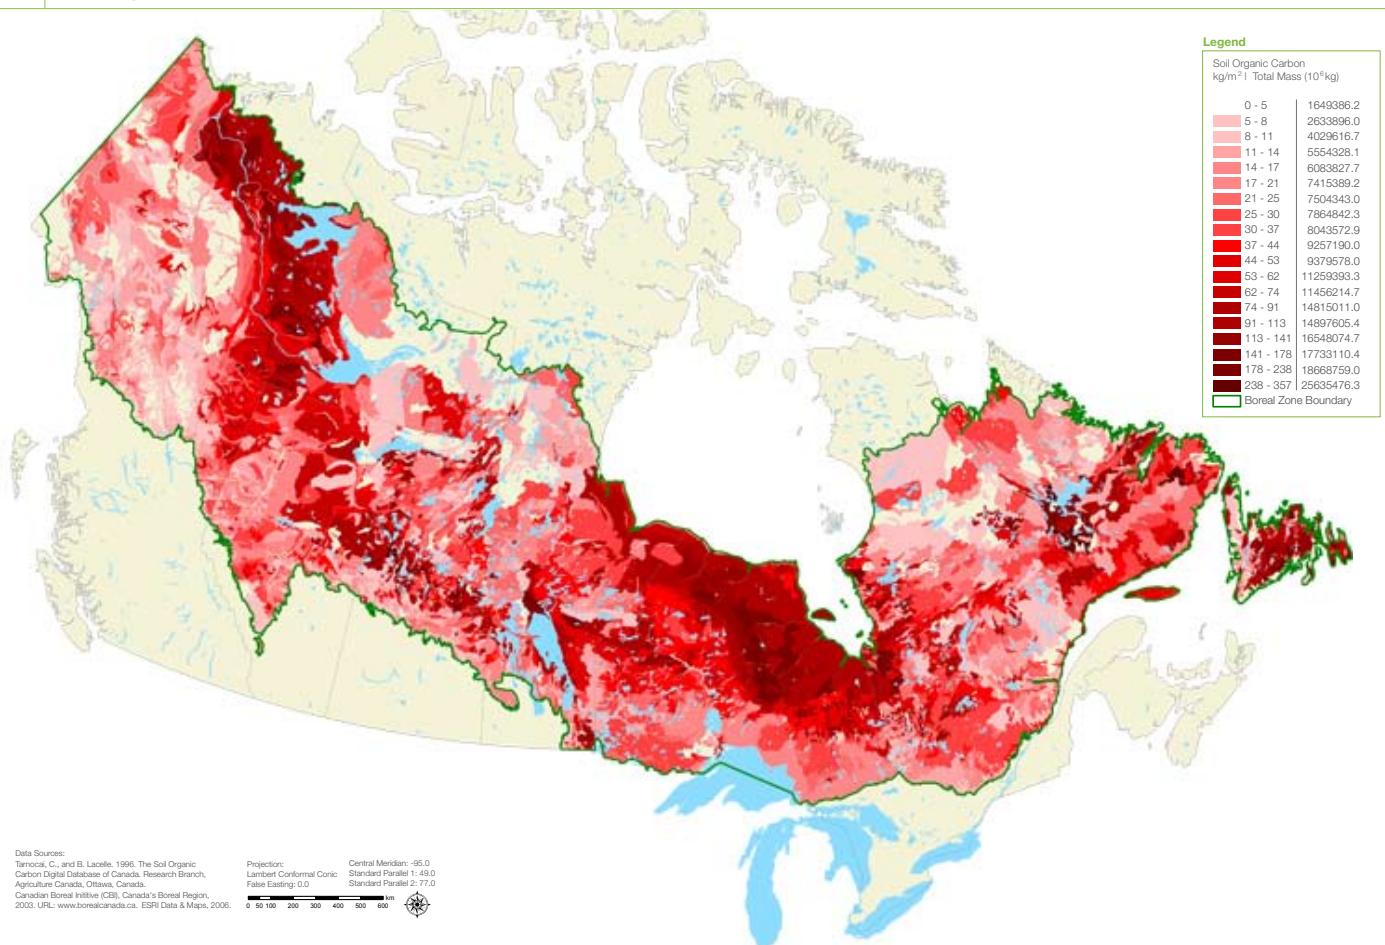 Legend
Soil Organic Carbon
kg/m² | Total Mass (10⁶kg)
0 - 5 1649386.2
5 - 8 2633896.0
8 - 11 4029616.7
11 - 14 5554328.1
14 - 17 6083827.7
17 - 21 7415389.2
21 - 25 7504343.0
25 - 30 7864842.3
30 - 37 8043572.9
37 - 44 9257190.0
44 - 53 9379578.0
53 - 62 11259393.3
62 - 74 11456214.7
74 - 91 14815011.0
91 - 113 14897605.4
113 - 141 16548074.7
141 - 178 17733110.4
178 - 238 18668759.0
238 - 357 25635476.3
Boreal Zone Boundary
Data Sources:
Tarnocai, C., and B. Lacelle. 1996. The Soil Organic
Carbon Digital Database of Canada. Research Branch,
Agriculture Canada, Ottawa, Canada.
Canadian Boreal Inititive (CBI), Canada's Boreal Region,
2003. URL: www.borealcanada.ca. ESRI Data & Maps, 2006.
Projection:
Lambert Conformal Conic
False Easting: 0.0
Central Meridian: -95.0
Standard Parallel 1: 49.0
Standard Parallel 2: 77.0
km
0 50 100 200 300 400 500 600